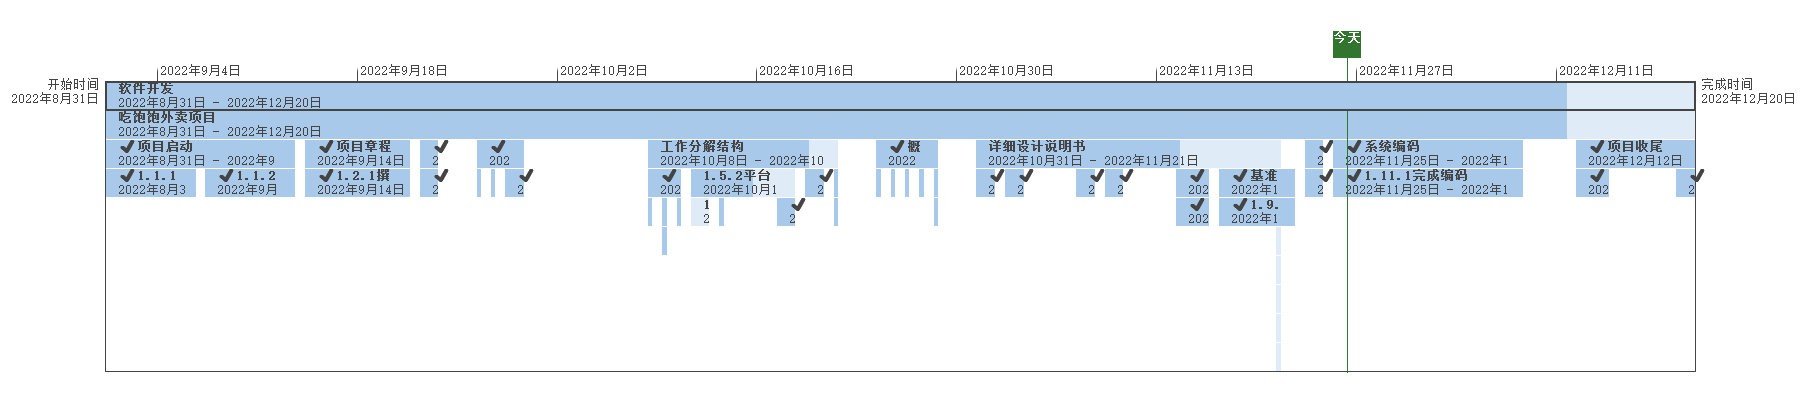 今天
2022年9月4日 2022年9月18日 2022年10月2日 2022年10月16日 2022年10月30日 2022年11月13日 2022年11月27日 2022年12月11日
开始时间
2022年8月31日
完成时间
2022年12月20日
软件开发
2022年8月31日 - 2022年12月20日
吃饱饱外卖项目
2022年8月31日 - 2022年12月20日
项目启动 项目章程 工作分解结构 概 详细设计说明书 系统编码 项目收尾
2022年8月31日 - 2022年9 2022年9月14日 2 202 2022年10月8日 - 2022年10 2022 2022年10月31日 - 2022年11月21日 2 2022年11月25日 - 2022年1 2022年12月12日
1.1.1 1.1.2 1.2.1撰 1.5.2平台 基准 1.11.1完成编码
2022年8月3 2022年9月 2022年9月14日 2 2 202 2022年10月1 2 2 2 2 2 202 2022年1 2 2022年11月25日 - 2022年1 202 2
1 1.9.
2 2 202 2022年1